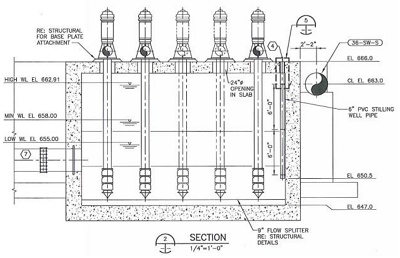 RE: STRUCTURAL
FOR BASE PLATE
ATTACHMENT
4
5
2'-2"
36-SW-S
HIGH WL EL 662.91
24"ø
OPENING
IN SLAB
EL 666.0
CL EL 663.0
6" PVC STILLING
WELL PIPE
MIN WL EL 658.00
6'-0"
LOW WL EL 655.00
6'-0"
7
EL 650.5
EL 647.0
9" FLOW SPLITTER
RE: STRUCTURAL
DETAILS
2
SECTION
1/4"=1'-0"